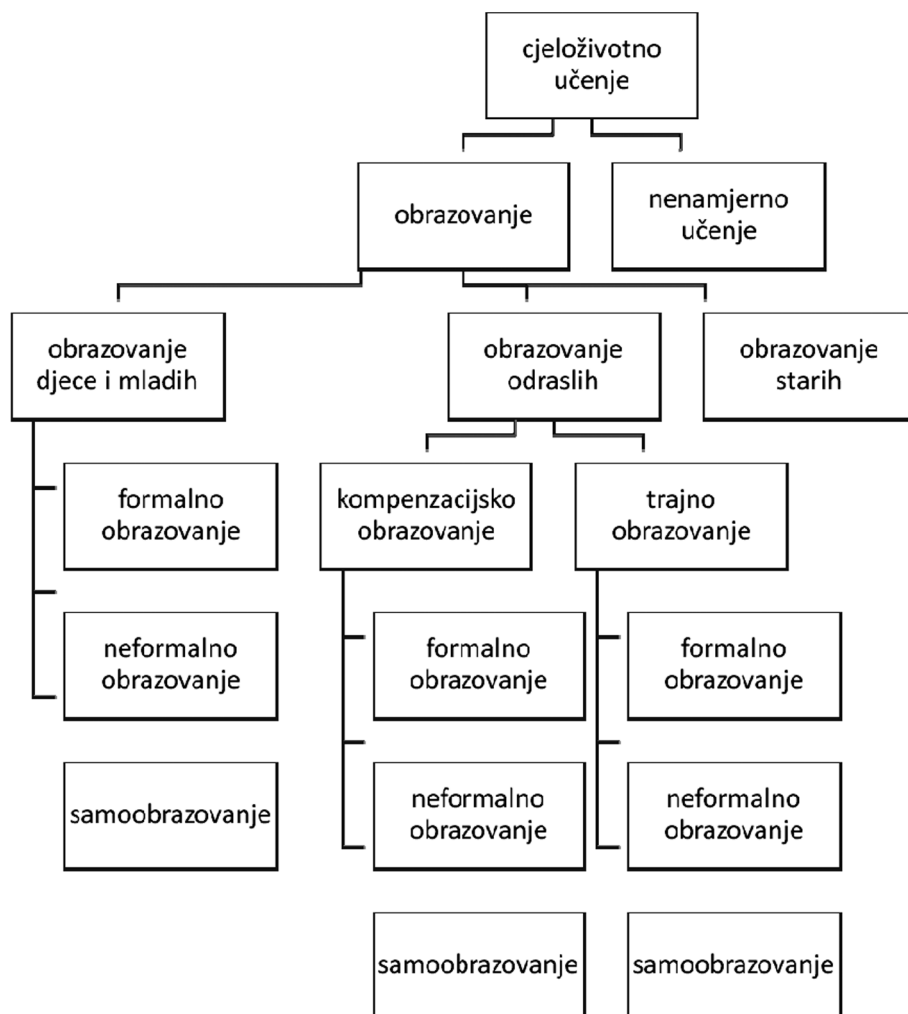 cjeloživotno
učenje
obrazovanje
nenamjerno
učenje
obrazovanje
djece i mladih
obrazovanje
odraslih
obrazovanje
starih
formalno
obrazovanje
kompenzacijsko
obrazovanje
trajno
obrazovanje
neformalno
obrazovanje
formalno
obrazovanje
formalno
obrazovanje
samoobrazovanje
neformalno
obrazovanje
neformalno
obrazovanje
samoobrazovanje
samoobrazovanje